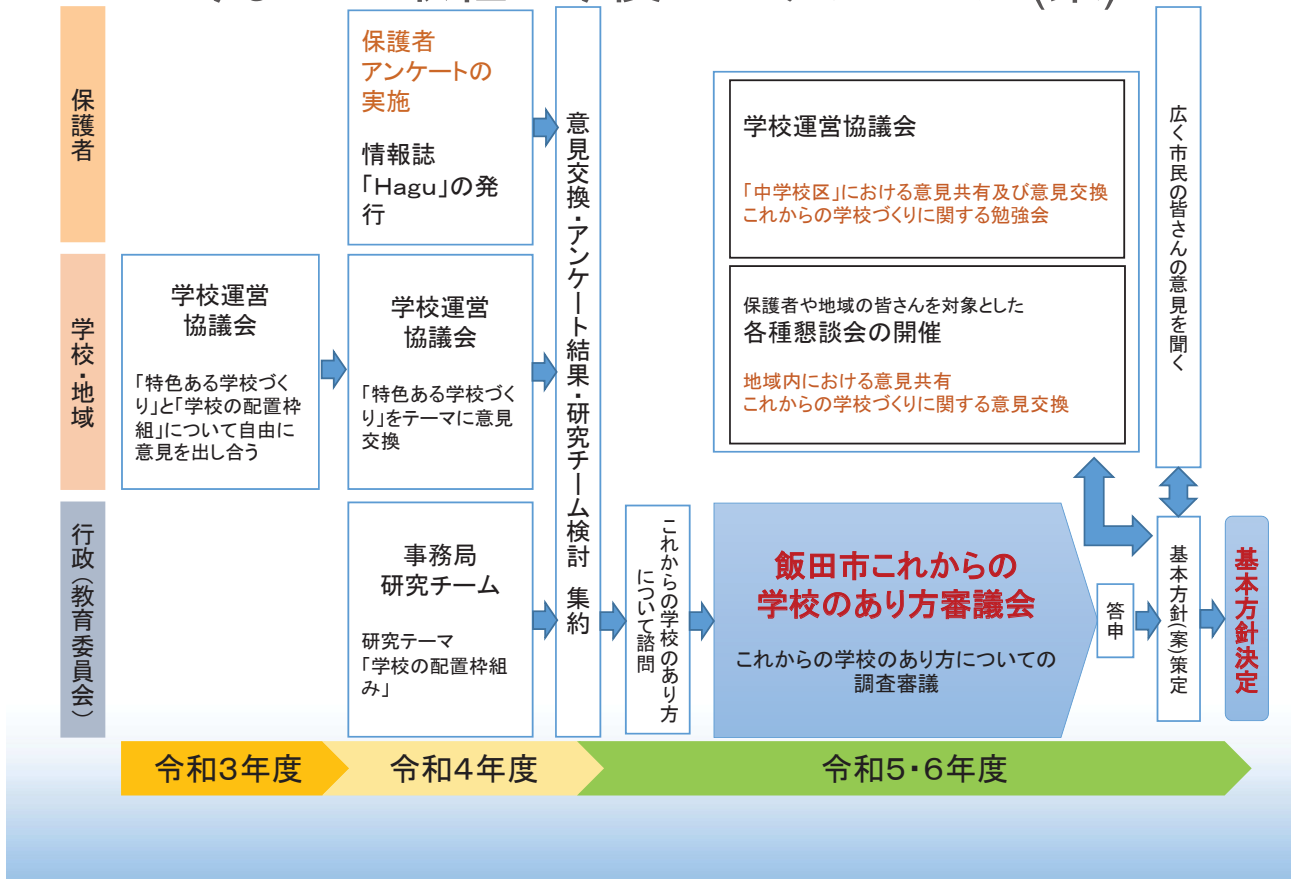 (案)
保護者
保護者
アンケートの
実施
情報誌
「Hagu」の発
行
学校・地域
学校運営
協議会
「特色ある学校づく
り」と「学校の配置枠
組」について自由に
意見を出し合う
学校運営
協議会
「特色ある学校づく
り」をテーマに意見
交換
行政（教育委員会）
事務局
研究チーム
研究テーマ
「学校の配置枠組
み」
意見交換・アンケート結果・研究チーム検討 集約
これからの学校のあり方
について諮問
学校運営協議会
「中学校区」における意見共有及び意見交換
これからの学校づくりに関する勉強会
保護者や地域の皆さんを対象とした
各種懇談会の開催
地域内における意見共有
これからの学校づくりに関する意見交換
飯田市これからの
学校のあり方審議会
これからの学校のあり方についての
調査審議
答申
広く市民の皆さんの意見を聞く
基本方針(案)策定
基本方針決定
令和3年度
令和4年度
令和5・6年度